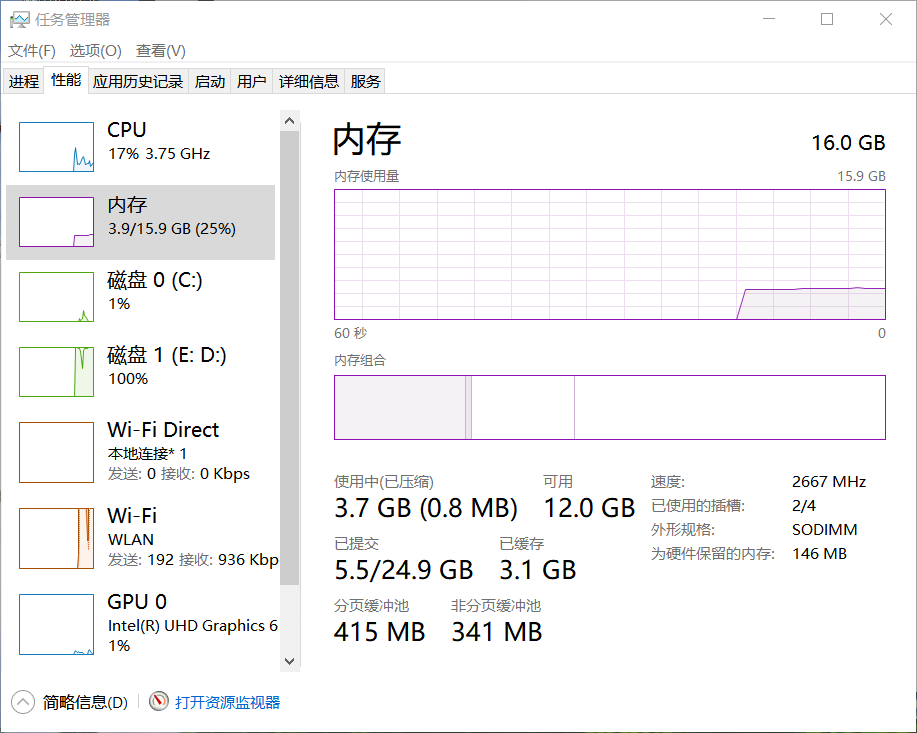 任务管理器
文件(F) 选项(O) 查看(V)
进程 性能 应用历史记录 启动 用户 详细信息 服务
CPU
17% 3.75 GHz
内存
3.9/15.9 GB (25%)
磁盘 0 (C:)
1%
磁盘 1 (E: D:)
100%
Wi-Fi Direct
本地连接* 1
发送: 0 接收: 0 Kbps
Wi-Fi
WLAN
发送: 192 接收: 936 Kbp
GPU 0
Intel(R) UHD Graphics 6
1%
内存 16.0 GB
内存使用量 15.9 GB
60 秒 0
内存组合
使用中(已压缩) 可用
3.7 GB (0.8 MB) 12.0 GB
已提交 已缓存
5.5/24.9 GB 3.1 GB
分页缓冲池 非分页缓冲池
415 MB 341 MB
速度: 2667 MHz
已使用的插槽: 2/4
外形规格: SODIMM
为硬件保留的内存: 146 MB
简略信息(D) 打开资源监视器